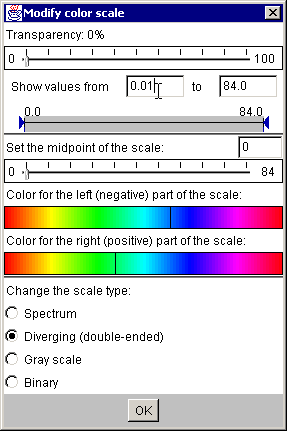 Modify color scale
Transparency: 0%
0 100
Show values from 0.01 to 84.0
0.0 84.0
Set the midpoint of the scale: 0
0 84
Color for the left (negative) part of the scale:
Color for the right (positive) part of the scale:
Change the scale type:
Spectrum
Diverging (double-ended)
Gray scale
Binary
OK